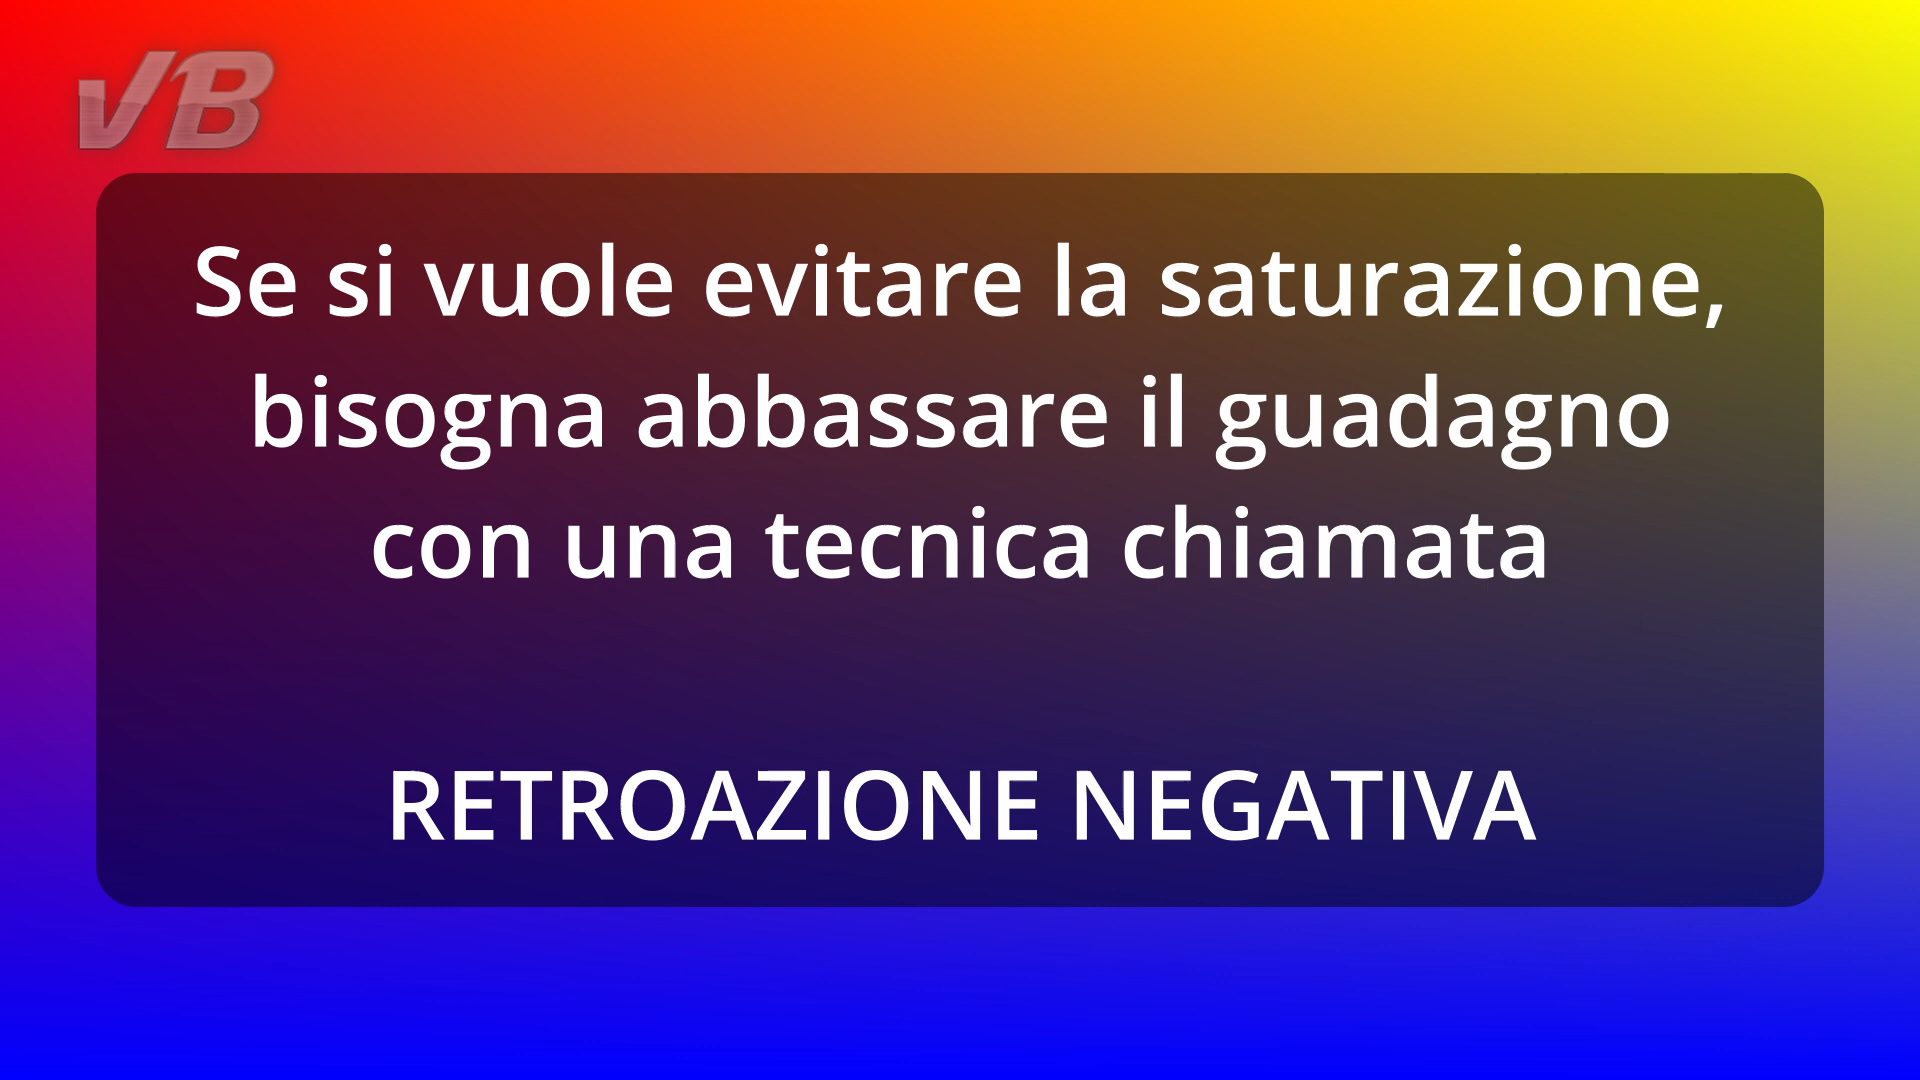 VB
Se si vuole evitare la saturazione,
bisogna abbassare il guadagno
con una tecnica chiamata
RETROAZIONE NEGATIVA